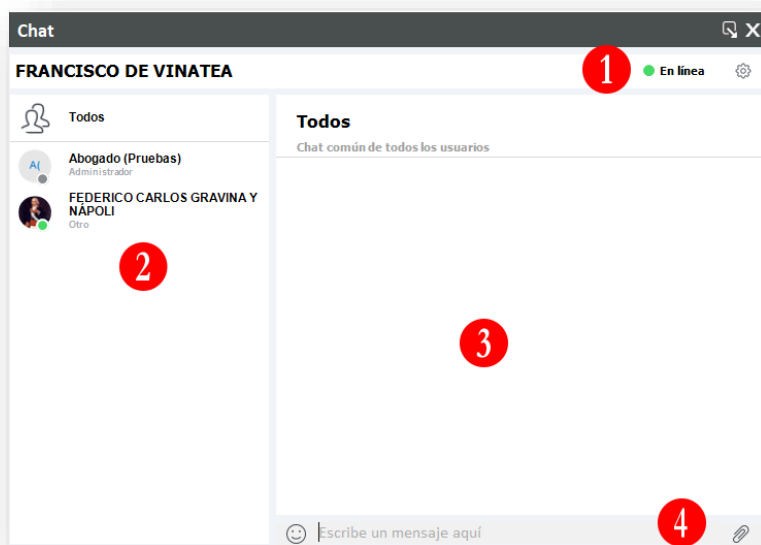 Chat
FRANCISCO DE VINATEA
1
En línea
Todos
A(
Abogado (Pruebas)
Administrador
FEDERICO CARLOS GRAVINA Y
NÁPOLI
Otro
2
Todos
Chat común de todos los usuarios
3
Escribe un mensaje aquí
4